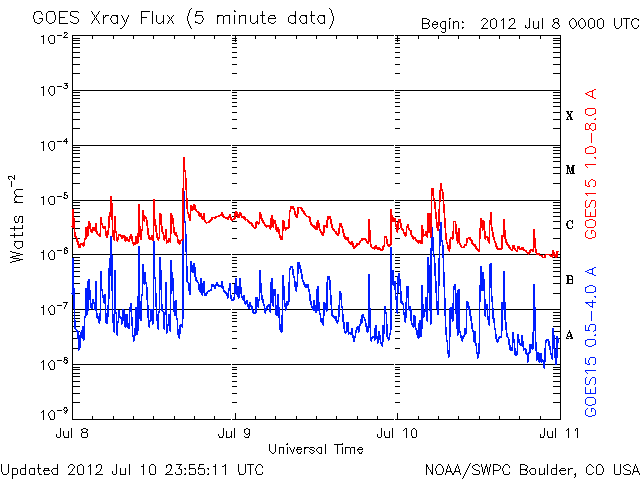 GOES Xray Flux (5 minute data)
Begin: 2012 Jul 8 0000 UTC
10-2
10-3
10-4
10-5
10-6
10-7
10-8
10-9
Watts m-2
X
M
C
B
A
GOES15 1.0-8.0 A
GOES15 0.5-4.0 A
Jul 8
Jul 9
Jul 10
Jul 11
Universal Time
Updated 2012 Jul 10 23:55:11 UTC
NOAA/SWPC Boulder, CO USA